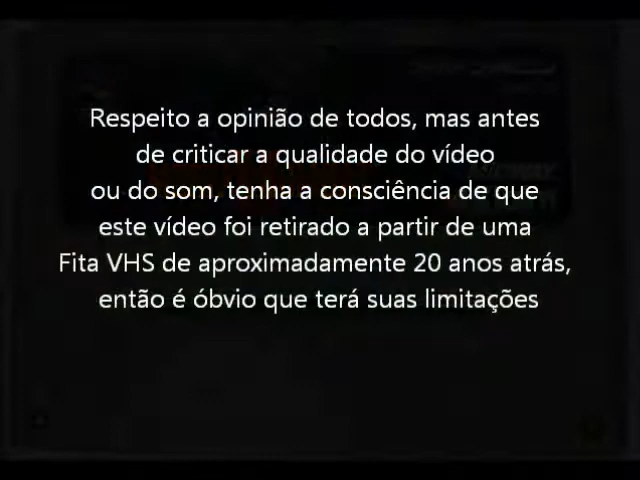 Respeito a opinião de todos, mas antes
de criticar a qualidade do vídeo
ou do som, tenha a consciência de que
este vídeo foi retirado a partir de uma
Fita VHS de aproximadamente 20 anos atrás,
então é óbvio que terá suas limitações